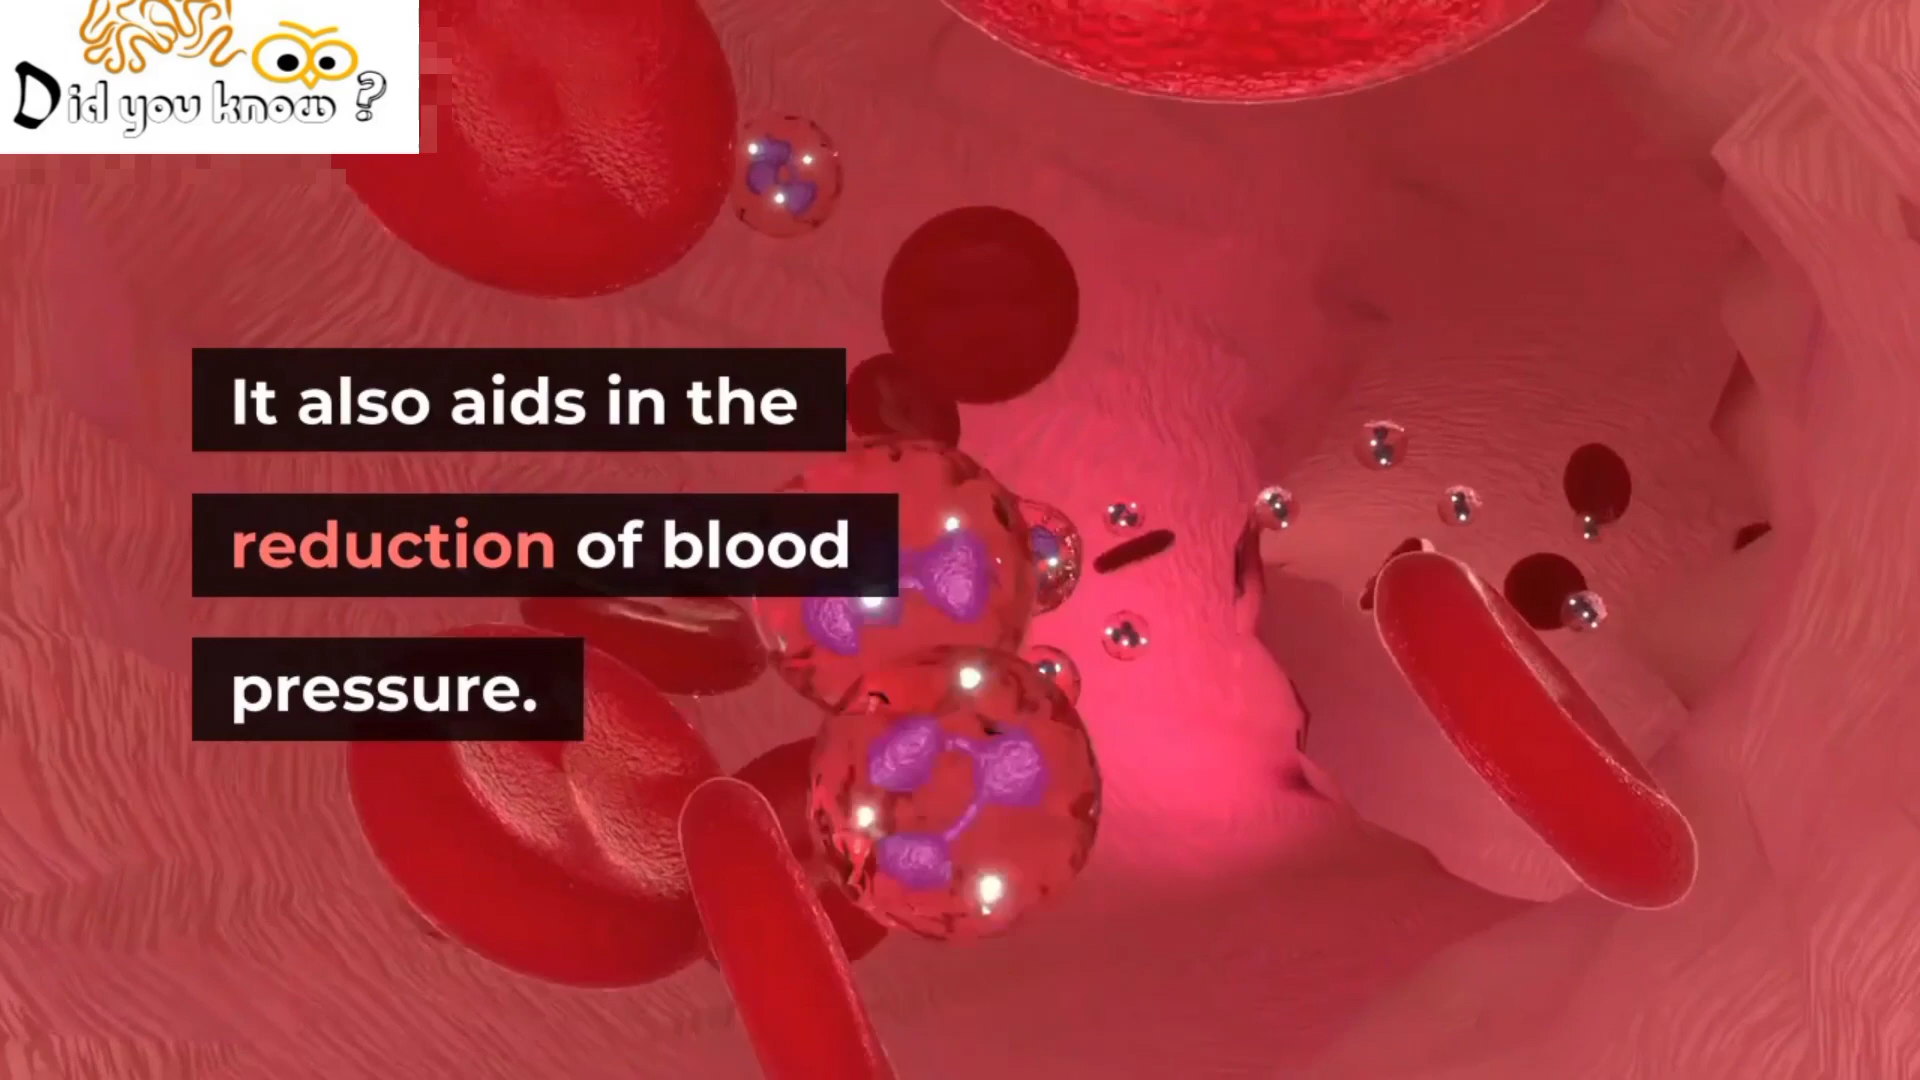 Did you know ?
It also aids in the
reduction of blood
pressure.